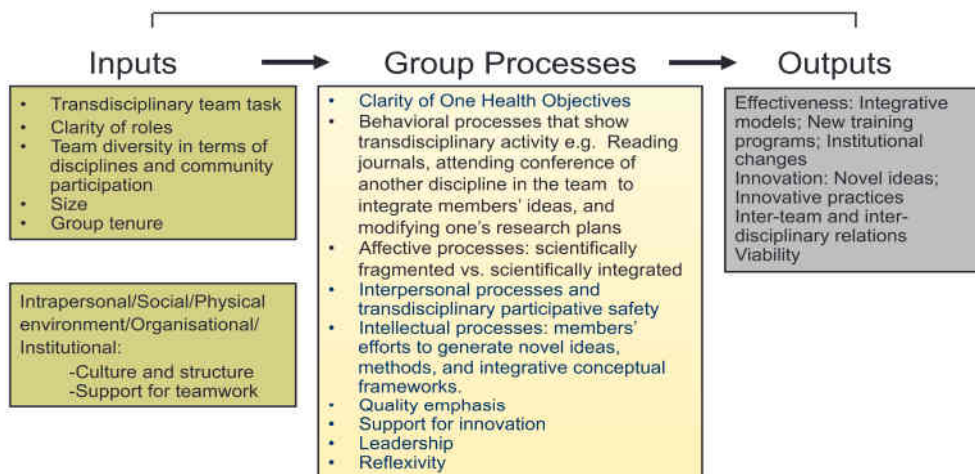 Inputs
Group Processes
Outputs
• Transdisciplinary team task
• Clarity of roles
• Team diversity in terms of
disciplines and community
participation
• Size
• Group tenure
Intrapersonal/Social/Physical
environment/Organisational/
Institutional:
-Culture and structure
-Support for teamwork
• Clarity of One Health Objectives
• Behavioral processes that show
transdisciplinary activity e.g. Reading
journals, attending conference of
another discipline in the team to
integrate members' ideas, and
modifying one's research plans
• Affective processes: scientifically
fragmented vs. scientifically integrated
• Interpersonal processes and
transdisciplinary participative safety
• Intellectual processes: members'
efforts to generate novel ideas,
methods, and integrative conceptual
frameworks.
• Quality emphasis
• Support for innovation
• Leadership
• Reflexivity
Effectiveness: Integrative
models; New training
programs; Institutional
changes
Innovation: Novel ideas;
Innovative practices
Inter-team and inter-
disciplinary relations
Viability